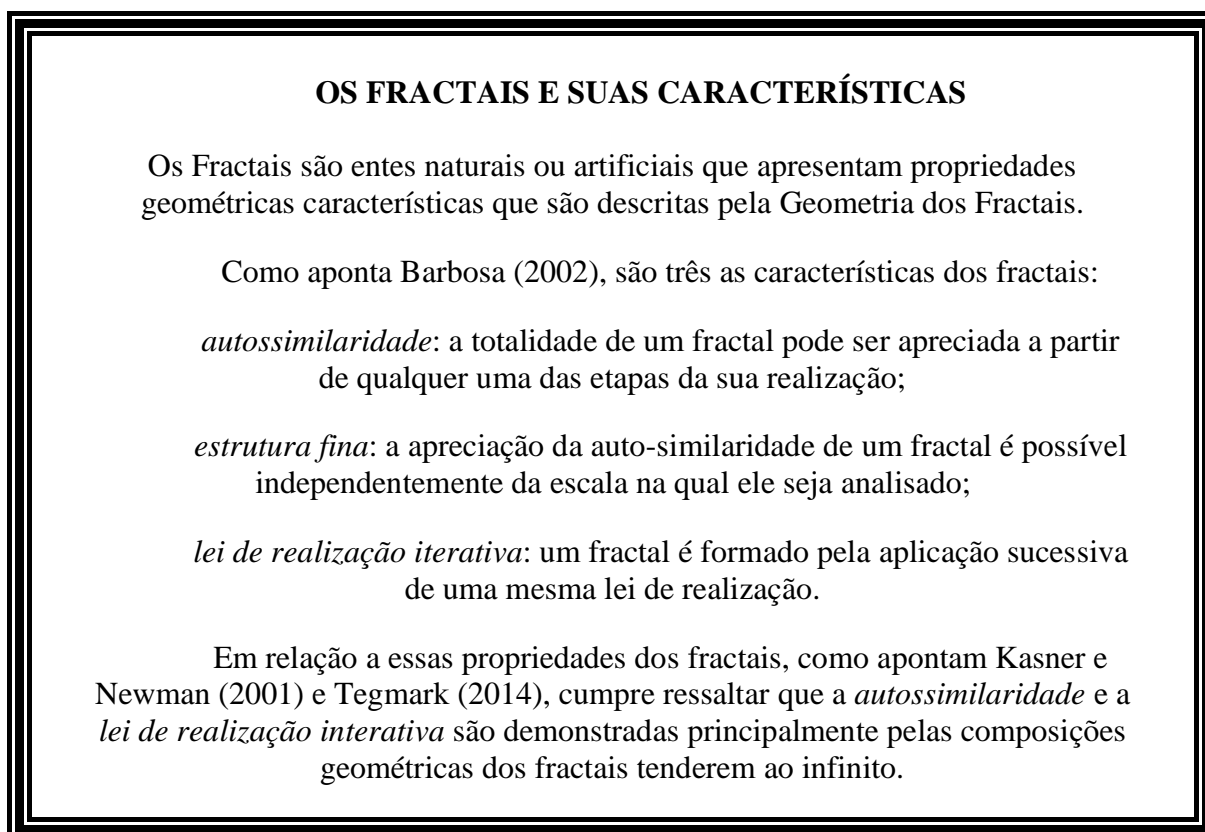 OS FRACTAIS E SUAS CARACTERÍSTICAS
Os Fractais são entes naturais ou artificiais que apresentam propriedades
geométricas características que são descritas pela Geometria dos Fractais.
Como aponta Barbosa (2002), são três as características dos fractais:
autossimilaridade: a totalidade de um fractal pode ser apreciada a partir
de qualquer uma das etapas da sua realização;
estrutura fina: a apreciação da auto-similaridade de um fractal é possível
independentemente da escala na qual ele seja analisado;
lei de realização iterativa: um fractal é formado pela aplicação sucessiva
de uma mesma lei de realização.
Em relação a essas propriedades dos fractais, como apontam Kasner e
Newman (2001) e Tegmark (2014), cumpre ressaltar que a autossimilaridade e a
lei de realização interativa são demonstradas principalmente pelas composições
geométricas dos fractais tenderem ao infinito.